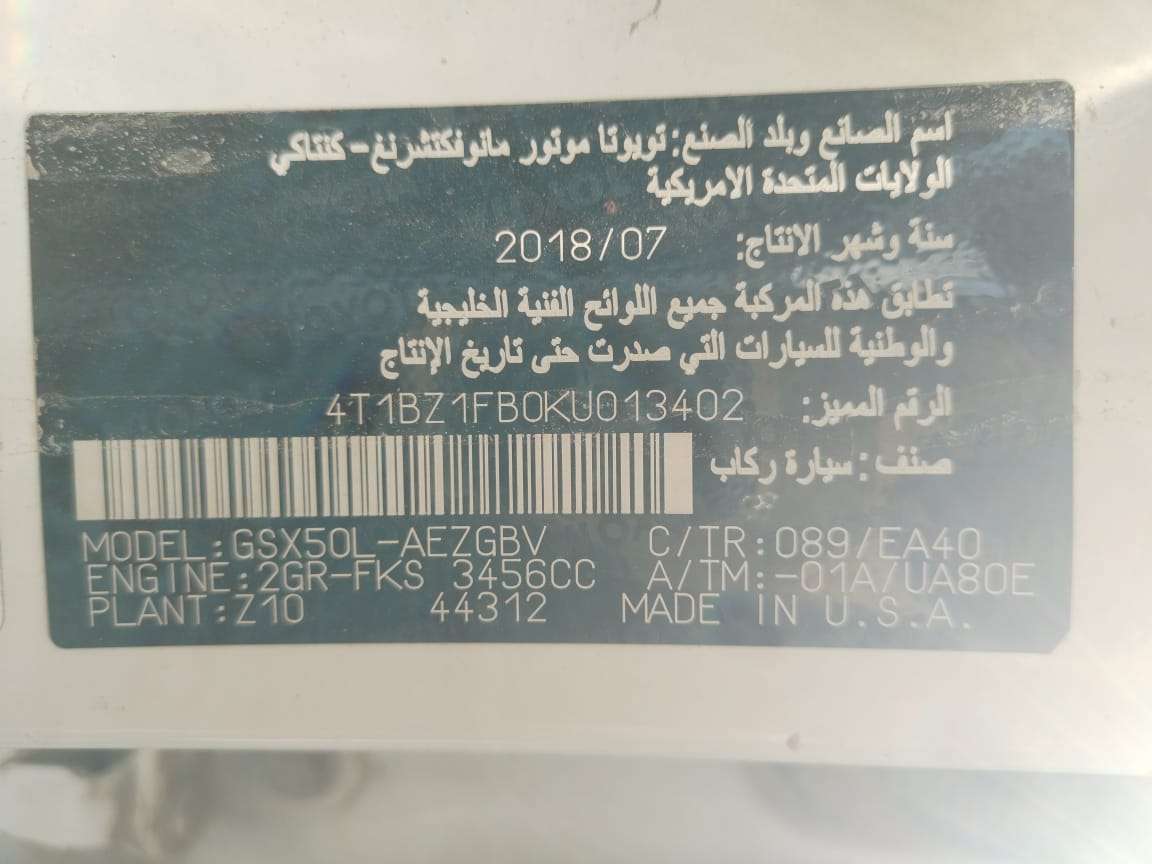 اسم الصانع وبلد الصنع: تويوتا موتور مانوفكتشرنغ-كنتاكي
الولايات المتحدة الامريكية
سنة وشهر الانتاج: 2018/07
تطابق هذه المركبة جميع اللوائح الفنية الخليجية
والوطنية للسيارات التي صدرت حتى تاريخ الإنتاج
الرقم المميز: 4T1BZ1FB0KU013402
صنف: سيارة ركاب
MODEL:GSX50L-AEZGBV C/TR:089/EA40
ENGINE:2GR-FKS 3456CC A/TM:-01A/UA80E
PLANT:Z10 44312 MADE IN U.S.A.